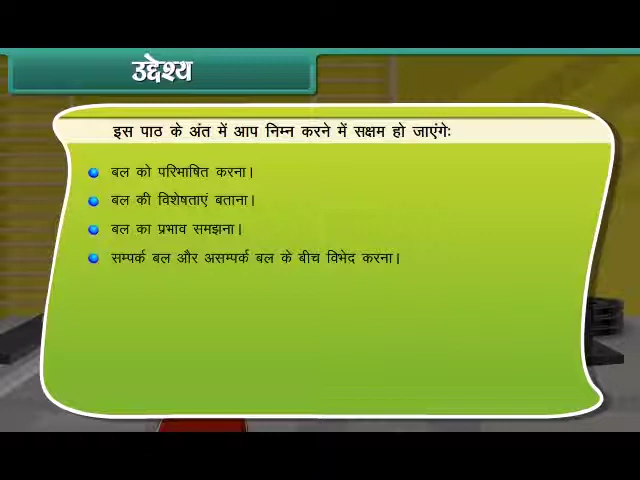 उद्देश्य
इस पाठ के अंत में आप निम्न करने में सक्षम हो जाएंगे:
बल को परिभाषित करना।
बल की विशेषताएं बताना।
बल का प्रभाव समझना।
सम्पर्क बल और असम्पर्क बल के बीच विभेद करना।